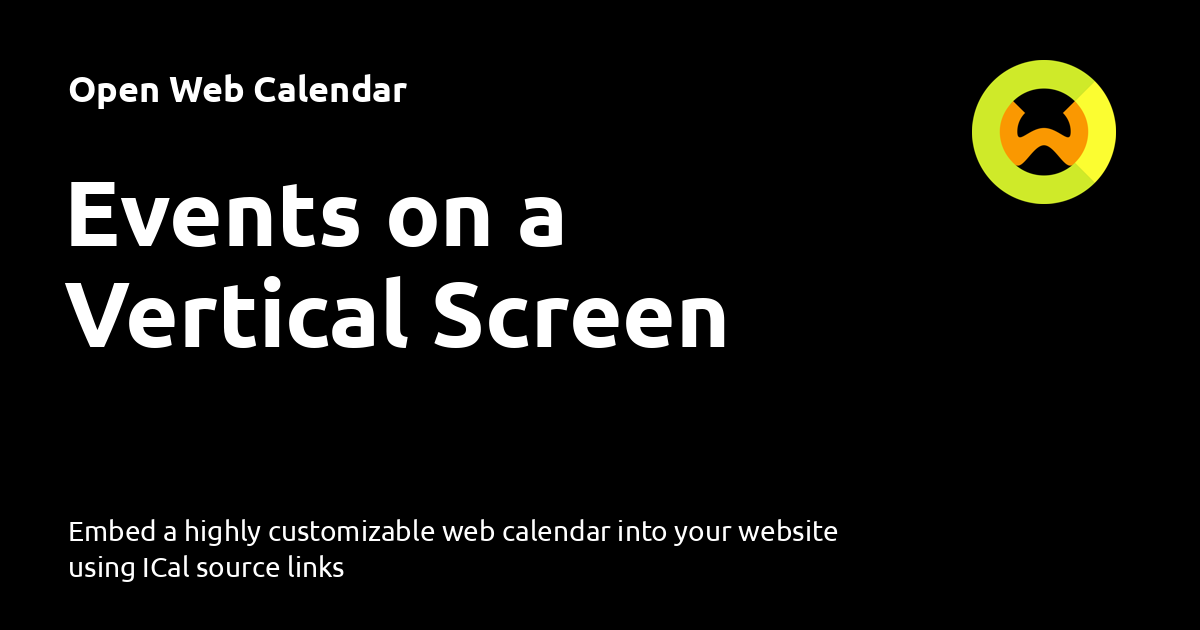 Open Web Calendar
Events on a
Vertical Screen
Embed a highly customizable web calendar into your website
using ICal source links